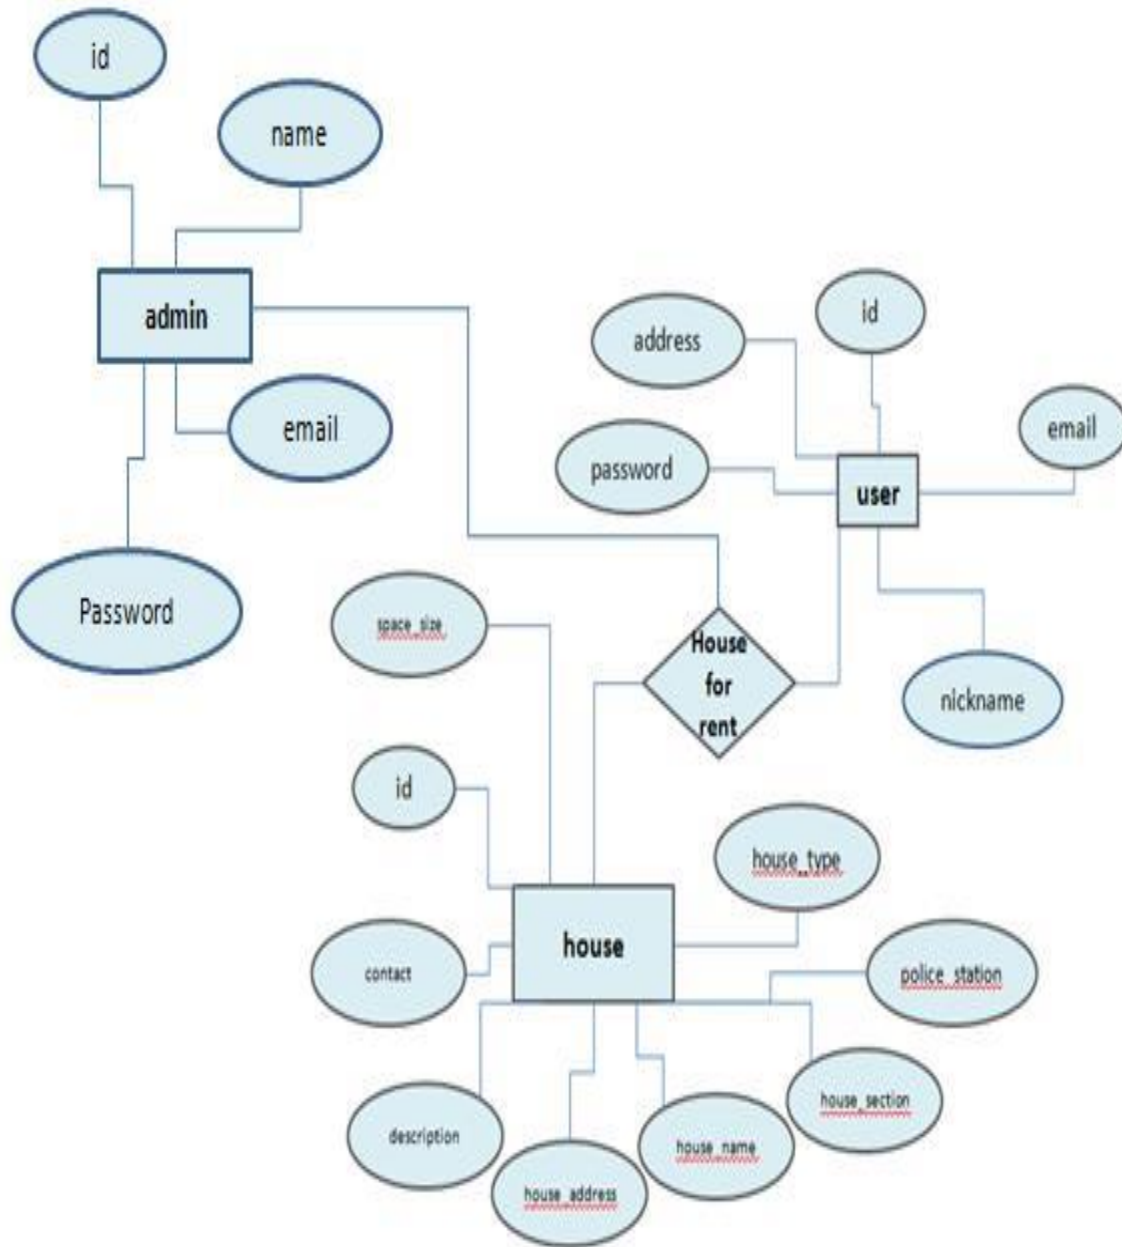 id
name
admin
email
Password
address
id
email
password
user
nickname
House
for
rent
space_size
id
house_type
house
contact
police_station
house_section
description
house_name
house_address